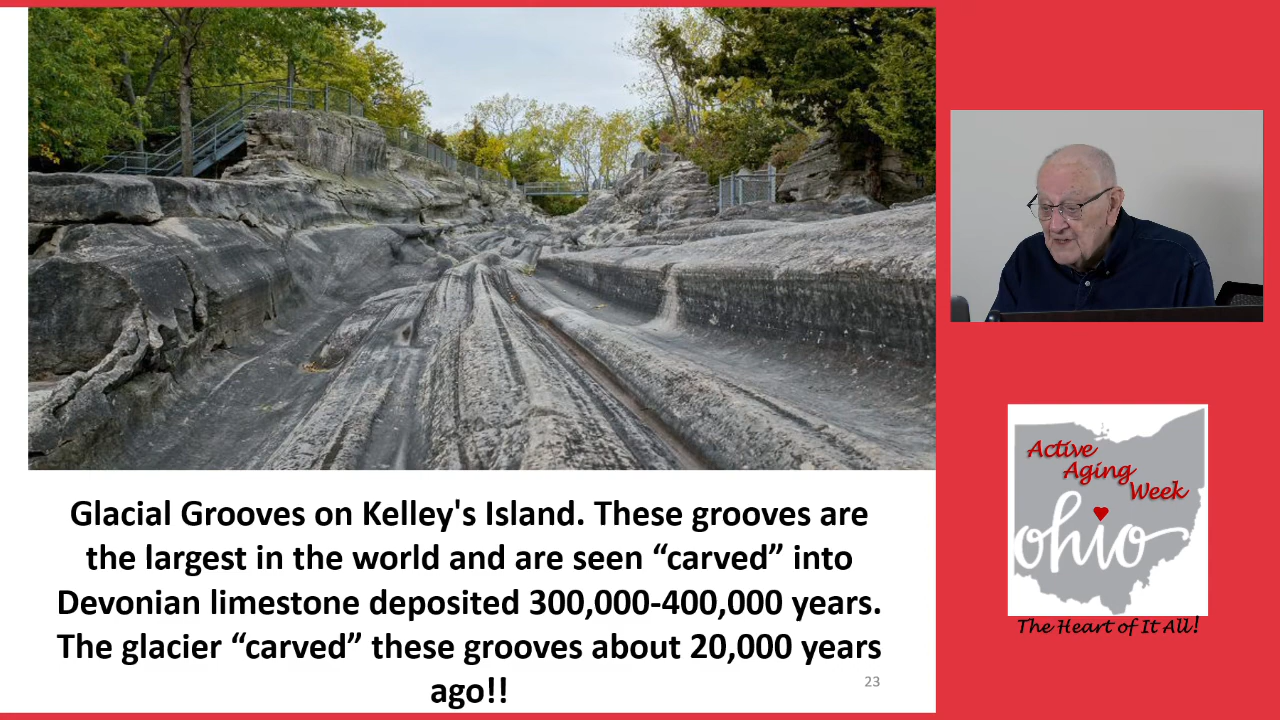 Glacial Grooves on Kelley's Island. These grooves are
the largest in the world and are seen “carved” into
Devonian limestone deposited 300,000-400,000 years.
The glacier “carved” these grooves about 20,000 years
ago!!
23
Active
Aging
Week
ohio
The Heart of It All!